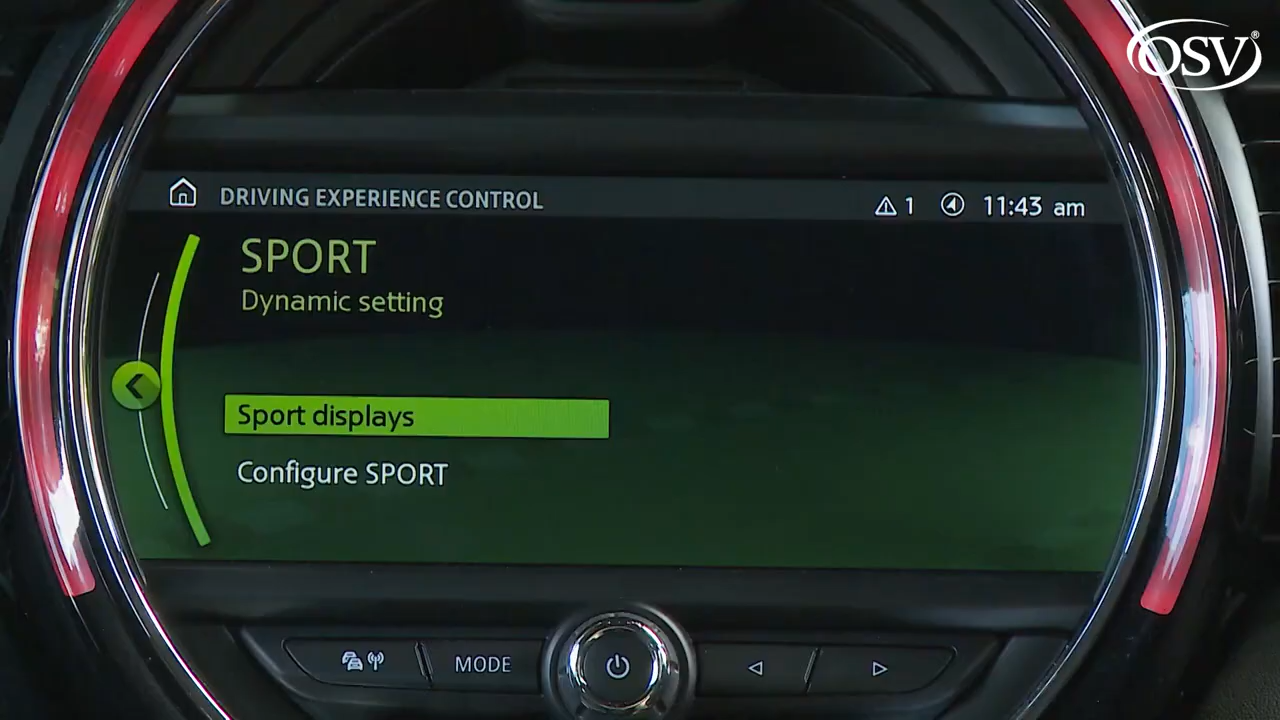 OSV®
DRIVING EXPERIENCE CONTROL
1
11:43 am
SPORT
Dynamic setting
Sport displays
Configure SPORT
MODE